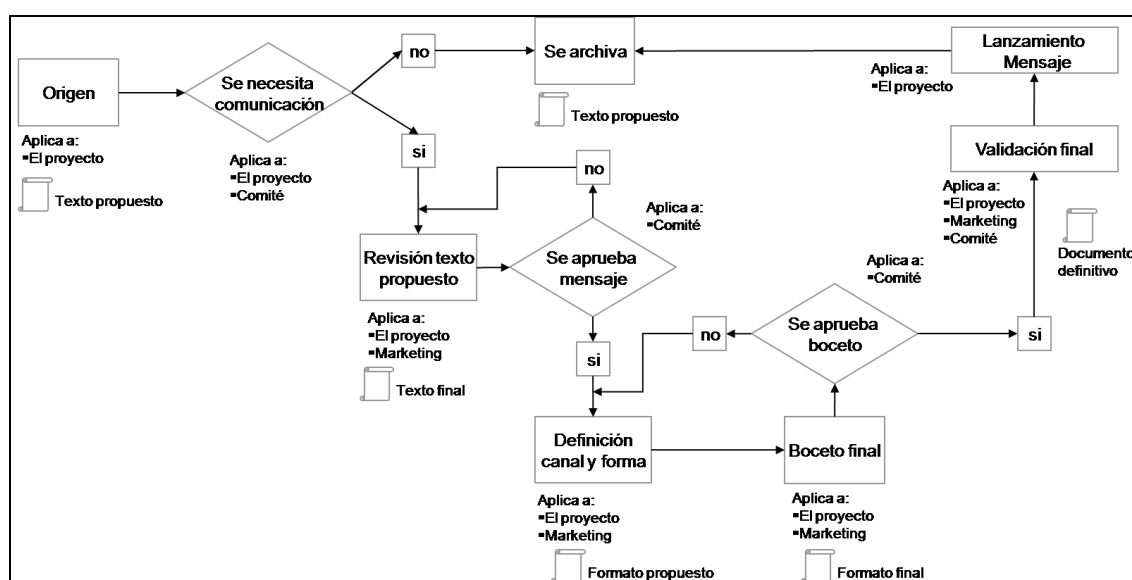 Origen
Aplica a:
▪El proyecto
Texto propuesto
Se necesita
comunicación
Aplica a:
▪El proyecto
▪Comité
no
Se archiva
Texto propuesto
si
Revisión texto
propuesto
Aplica a:
▪El proyecto
▪Marketing
Texto final
no
Se aprueba
mensaje
Aplica a:
▪Comité
si
Definición
canal y forma
Aplica a:
▪El proyecto
▪Marketing
Formato propuesto
Boceto final
Aplica a:
▪El proyecto
▪Marketing
Formato final
no
Se aprueba
boceto
Aplica a:
▪Comité
si
Validación final
Aplica a:
▪El proyecto
▪Marketing
▪Comité
Documento
definitivo
Lanzamiento
Mensaje
Aplica a:
▪El proyecto